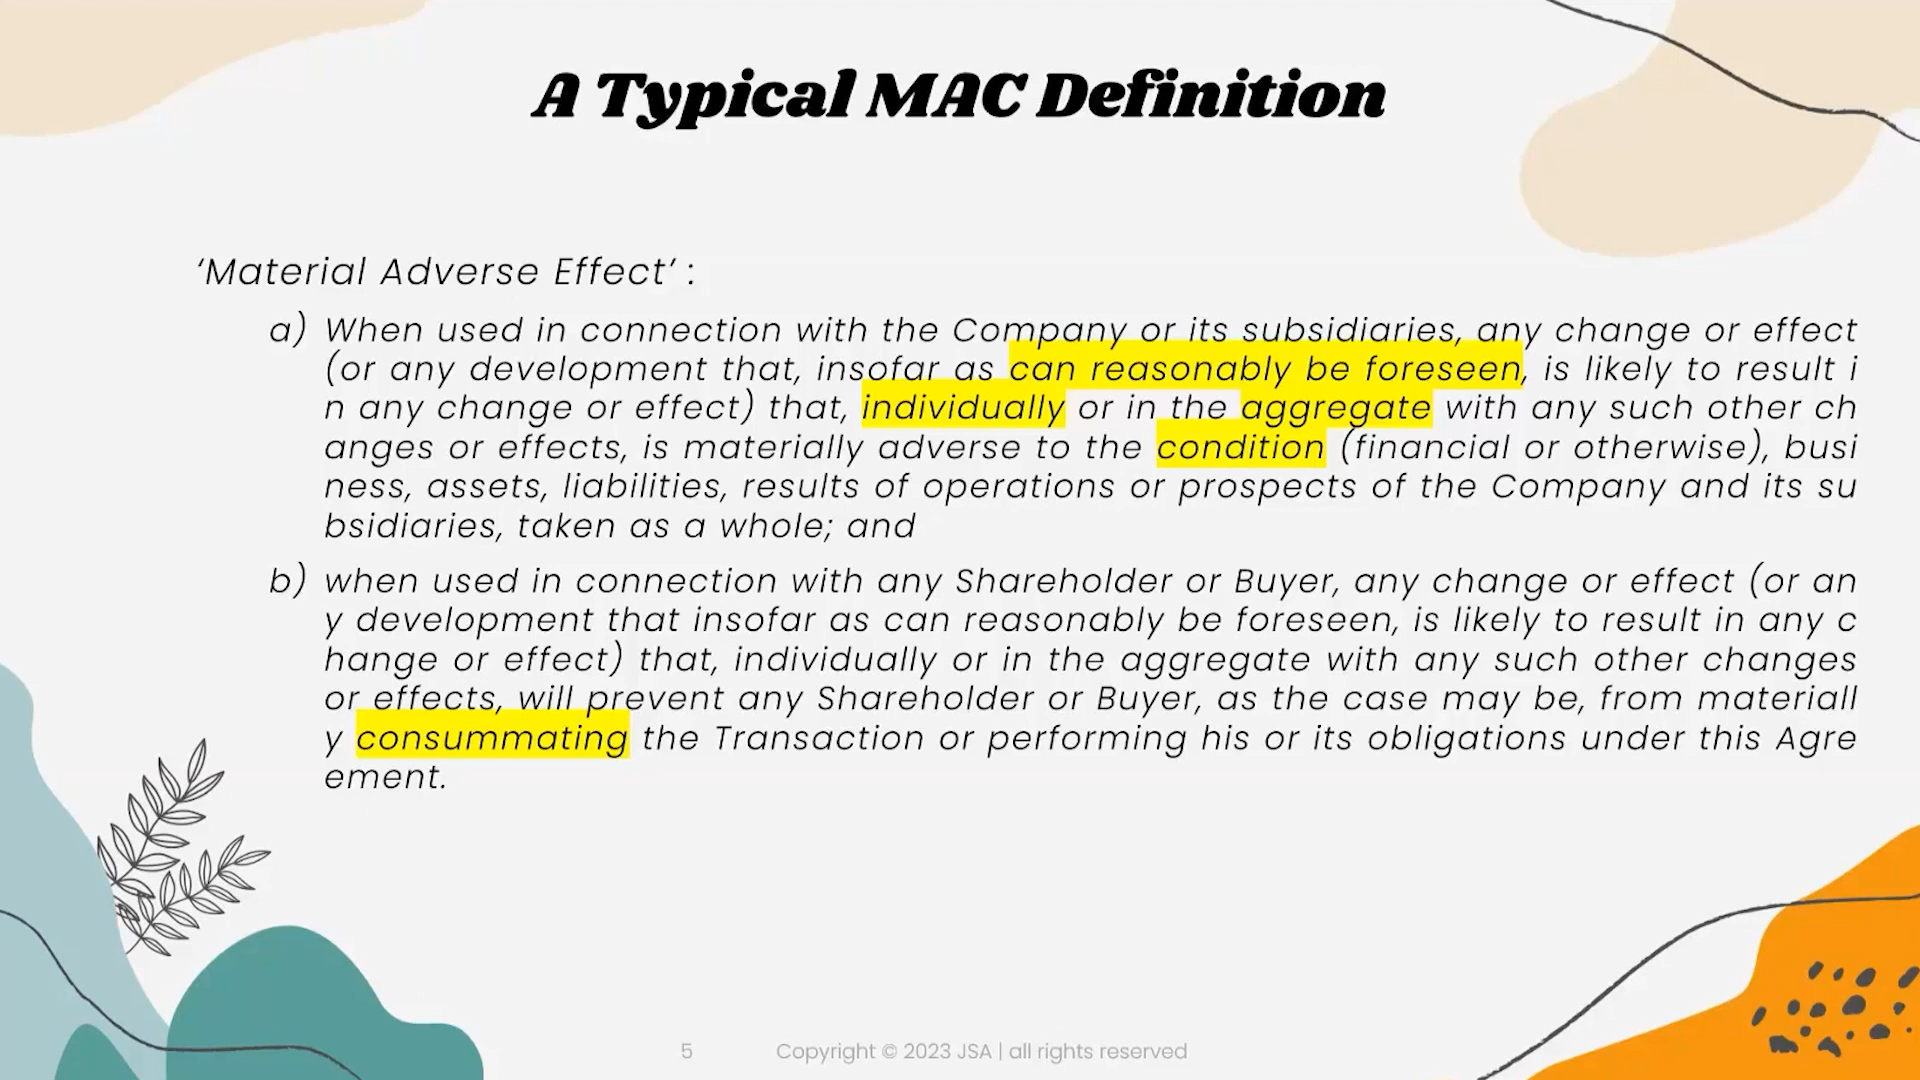 A Typical MAC Definition
‘Material Adverse Effect’ :
a) When used in connection with the Company or its subsidiaries, any change or effect
(or any development that, insofar as can reasonably be foreseen, is likely to result i
n any change or effect) that, individually or in the aggregate with any such other ch
anges or effects, is materially adverse to the condition (financial or otherwise), busi
ness, assets, liabilities, results of operations or prospects of the Company and its su
bsidiaries, taken as a whole; and
b) when used in connection with any Shareholder or Buyer, any change or effect (or an
y development that insofar as can reasonably be foreseen, is likely to result in any c
hange or effect) that, individually or in the aggregate with any such other changes
or effects, will prevent any Shareholder or Buyer, as the case may be, from materiall
y consummating the Transaction or performing his or its obligations under this Agre
ement.
5 Copyright © 2023 JSA | all rights reserved